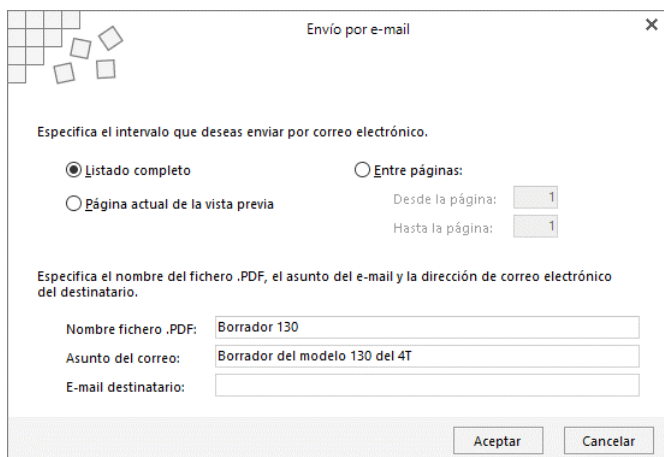 Envío por e-mail
Especifica el intervalo que deseas enviar por correo electrónico.
Listado completo
Entre páginas:
Página actual de la vista previa
Desde la página: 1
Hasta la página: 1
Especifica el nombre del fichero .PDF, el asunto del e-mail y la dirección de correo electrónico
del destinatario.
Nombre fichero .PDF: Borrador 130
Asunto del correo: Borrador del modelo 130 del 4T
E-mail destinatario:
Aceptar Cancelar